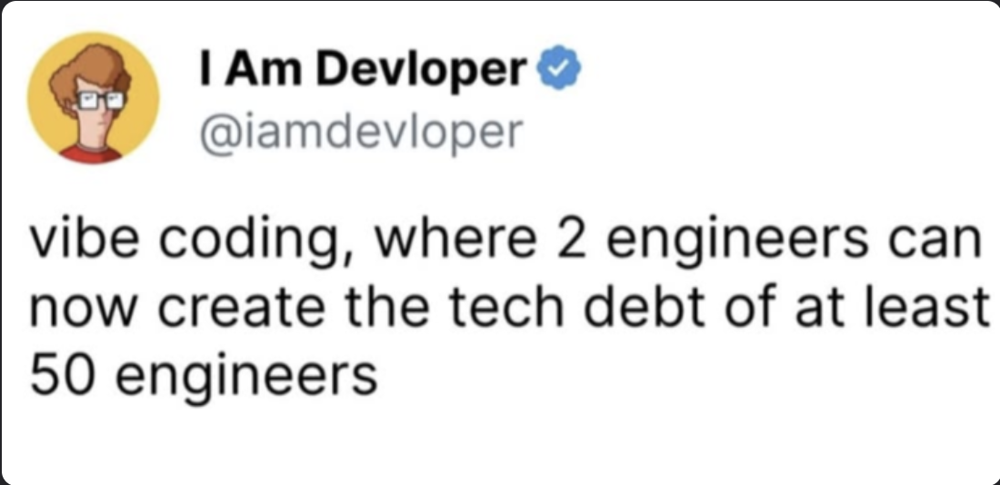 I Am Devloper
@iamdevloper
vibe coding, where 2 engineers can
now create the tech debt of at least
50 engineers